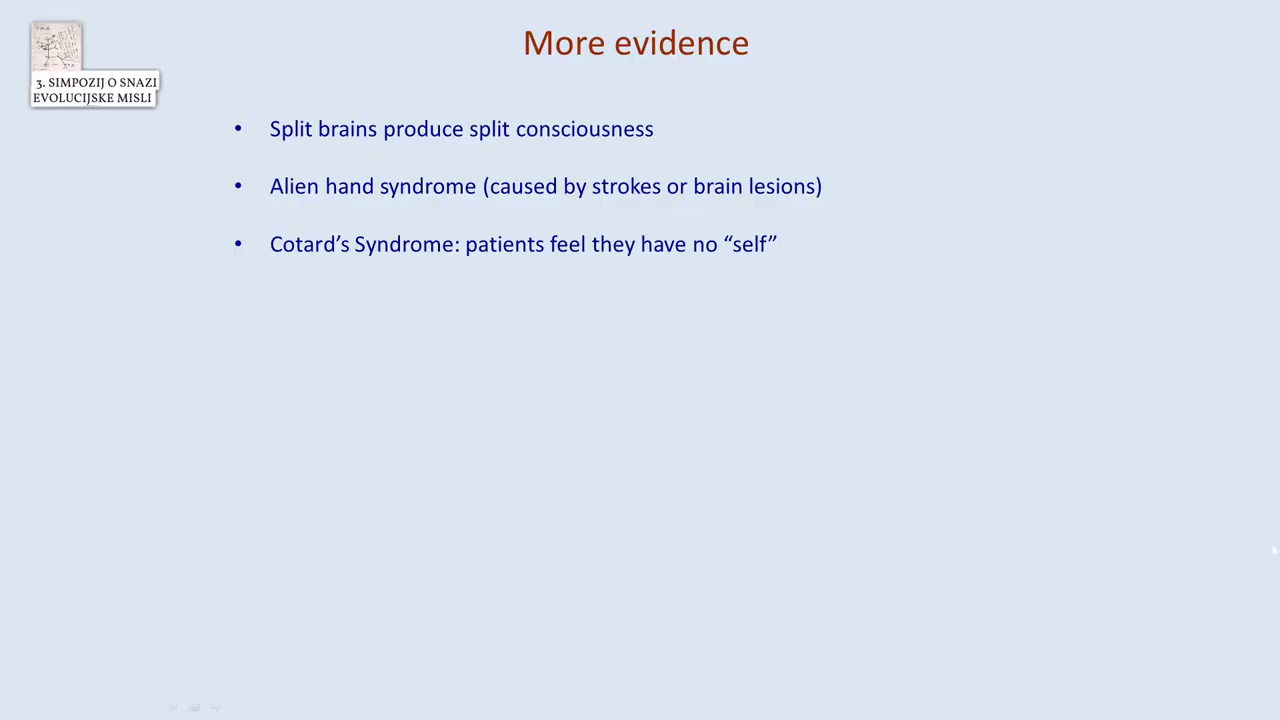 More evidence
3. SIMPOZIJ O SNAZI
EVOLUCIJSKE MISLI
• Split brains produce split consciousness
• Alien hand syndrome (caused by strokes or brain lesions)
• Cotard’s Syndrome: patients feel they have no “self”